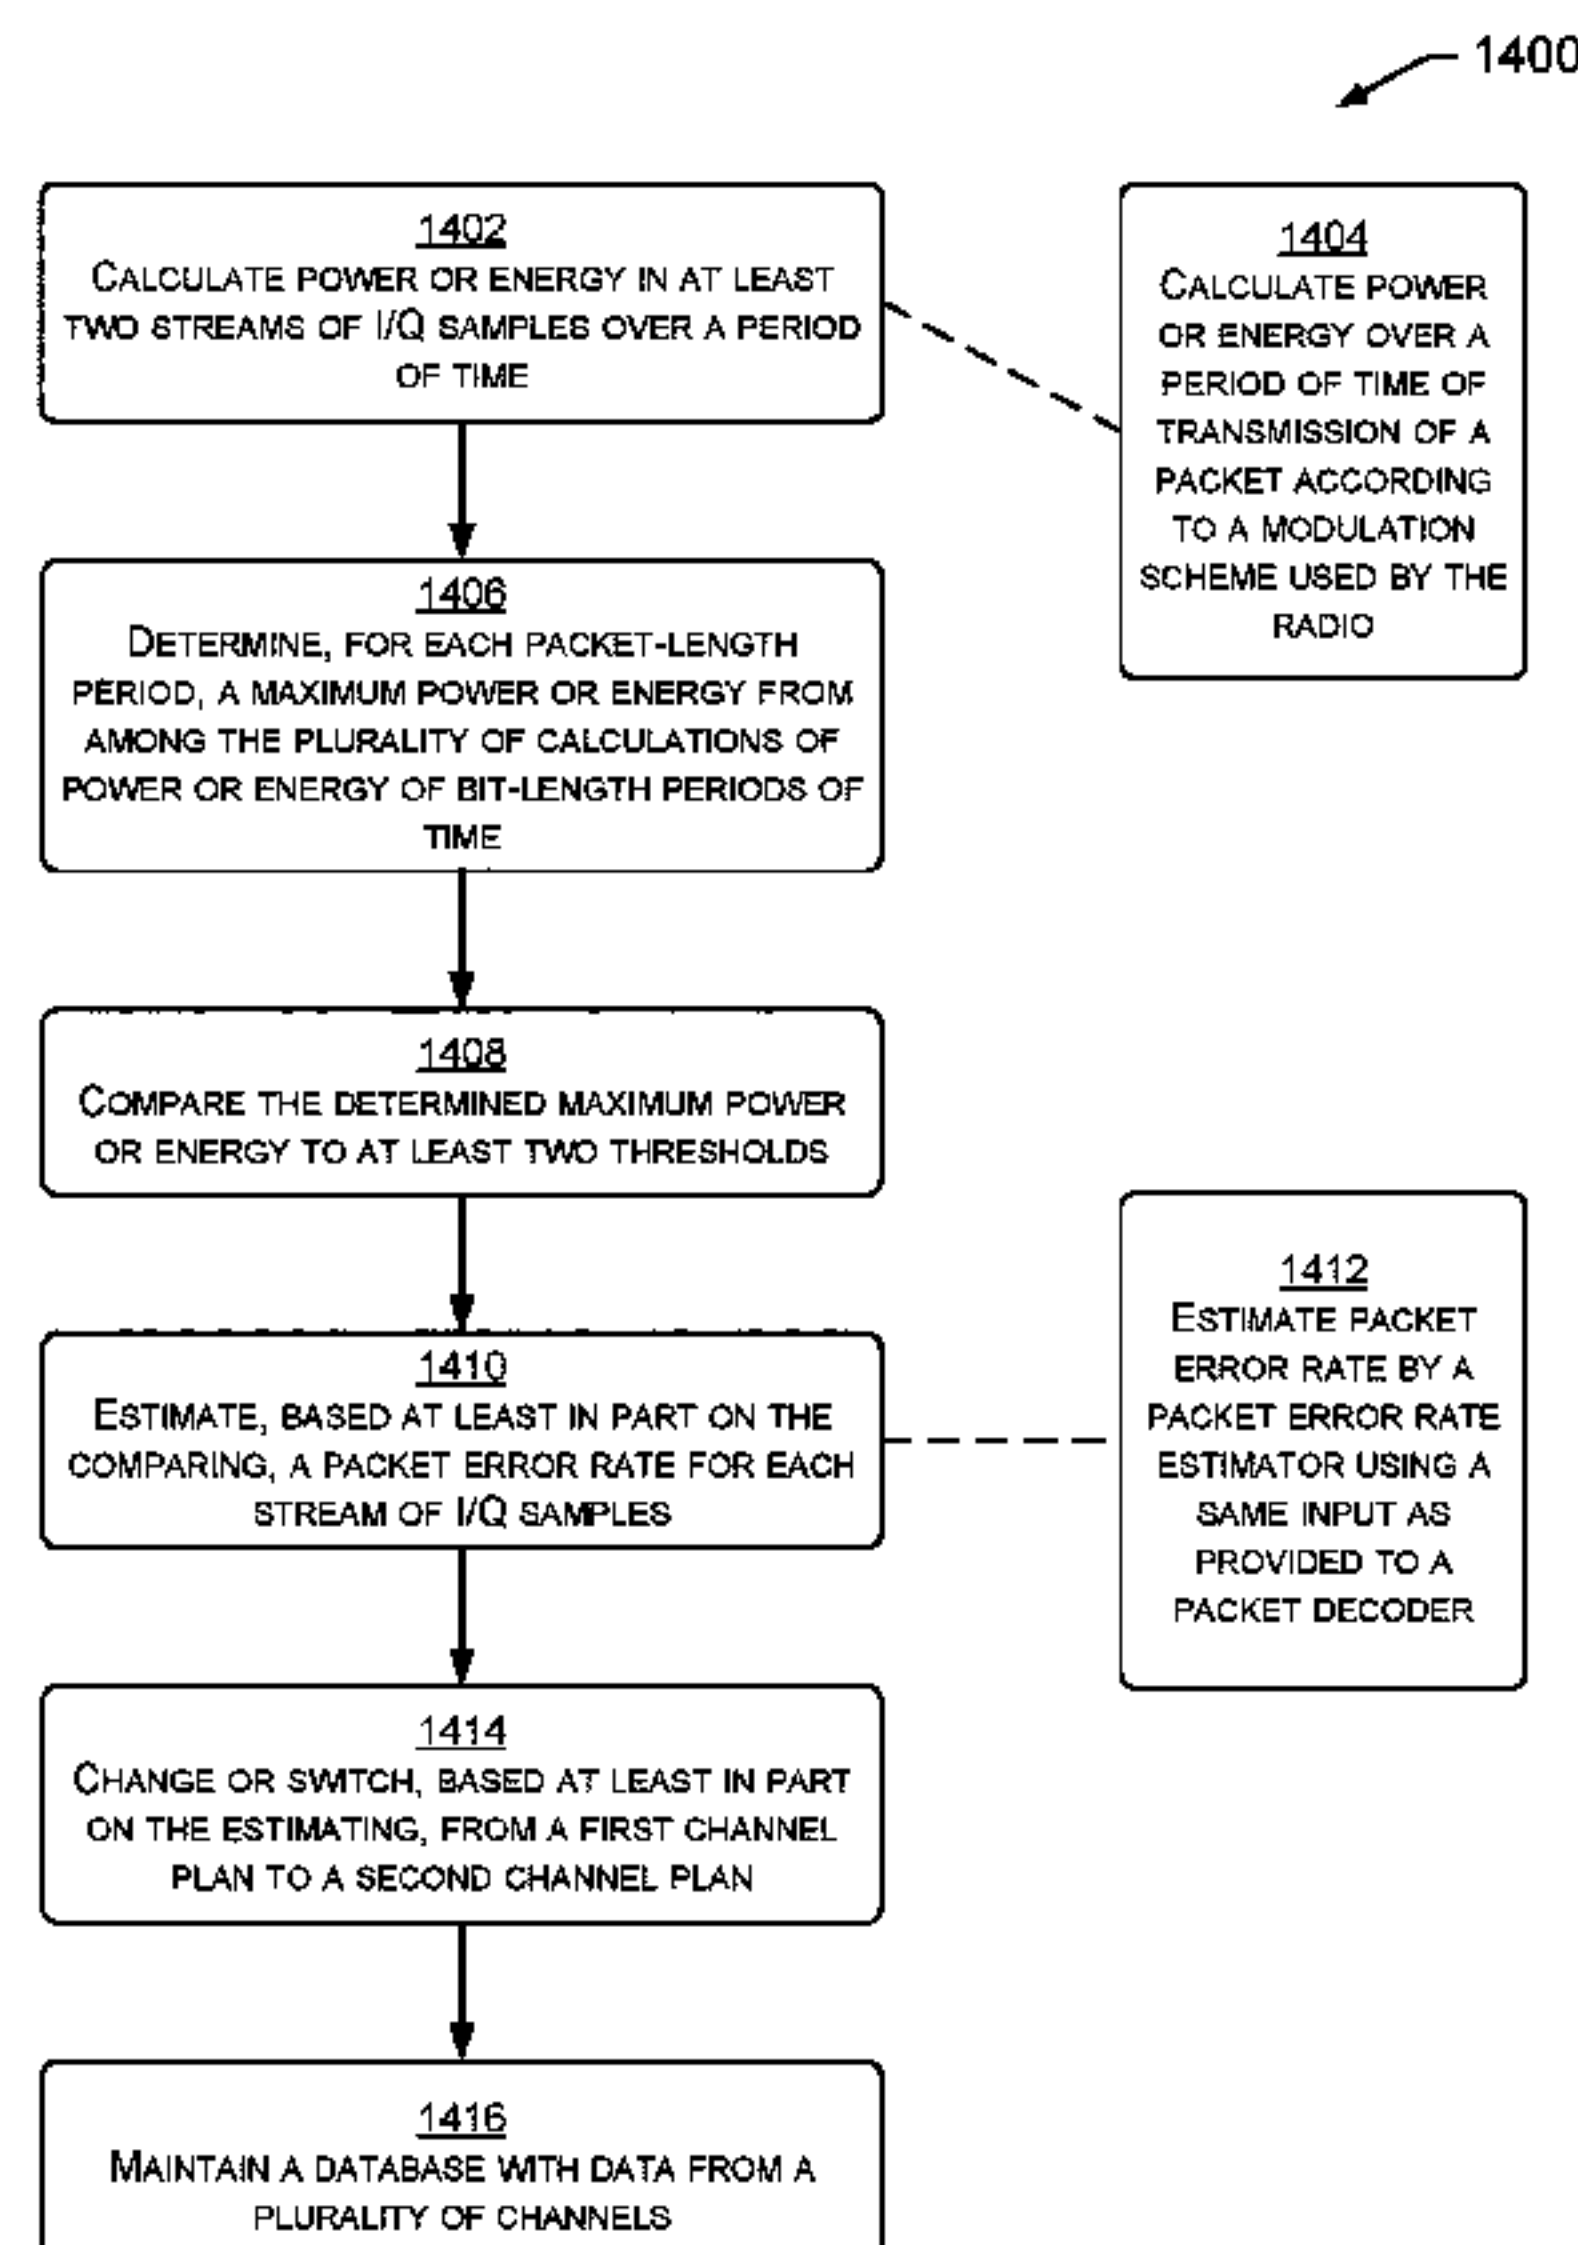 1400
1402
CALCULATE POWER OR ENERGY IN AT LEAST
TWO STREAMS OF I/Q SAMPLES OVER A PERIOD
OF TIME
1404
CALCULATE POWER
OR ENERGY OVER A
PERIOD OF TIME OF
TRANSMISSION OF A
PACKET ACCORDING
TO A MODULATION
SCHEME USED BY THE
RADIO
1406
DETERMINE, FOR EACH PACKET-LENGTH
PERIOD, A MAXIMUM POWER OR ENERGY FROM
AMONG THE PLURALITY OF CALCULATIONS OF
POWER OR ENERGY OF BIT-LENGTH PERIODS OF
TIME
1408
COMPARE THE DETERMINED MAXIMUM POWER
OR ENERGY TO AT LEAST TWO THRESHOLDS
1410
ESTIMATE, BASED AT LEAST IN PART ON THE
COMPARING, A PACKET ERROR RATE FOR EACH
STREAM OF I/Q SAMPLES
1412
ESTIMATE PACKET
ERROR RATE BY A
PACKET ERROR RATE
ESTIMATOR USING A
SAME INPUT AS
PROVIDED TO A
PACKET DECODER
1414
CHANGE OR SWITCH, BASED AT LEAST IN PART
ON THE ESTIMATING, FROM A FIRST CHANNEL
PLAN TO A SECOND CHANNEL PLAN
1416
MAINTAIN A DATABASE WITH DATA FROM A
PLURALITY OF CHANNELS